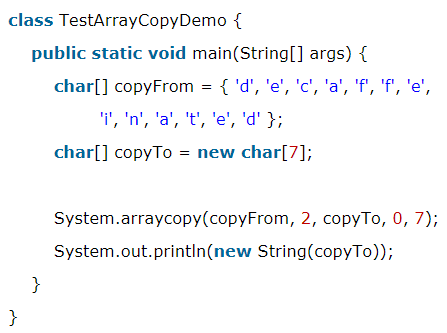 class TestArrayCopyDemo {
public static void main(String[] args) {
char[] copyFrom = { 'd', 'e', 'c', 'a', 'f', 'f', 'e',
'i', 'n', 'a', 't', 'e', 'd' };
char[] copyTo = new char[7];
System.arraycopy(copyFrom, 2, copyTo, 0, 7);
System.out.println(new String(copyTo));
}
}